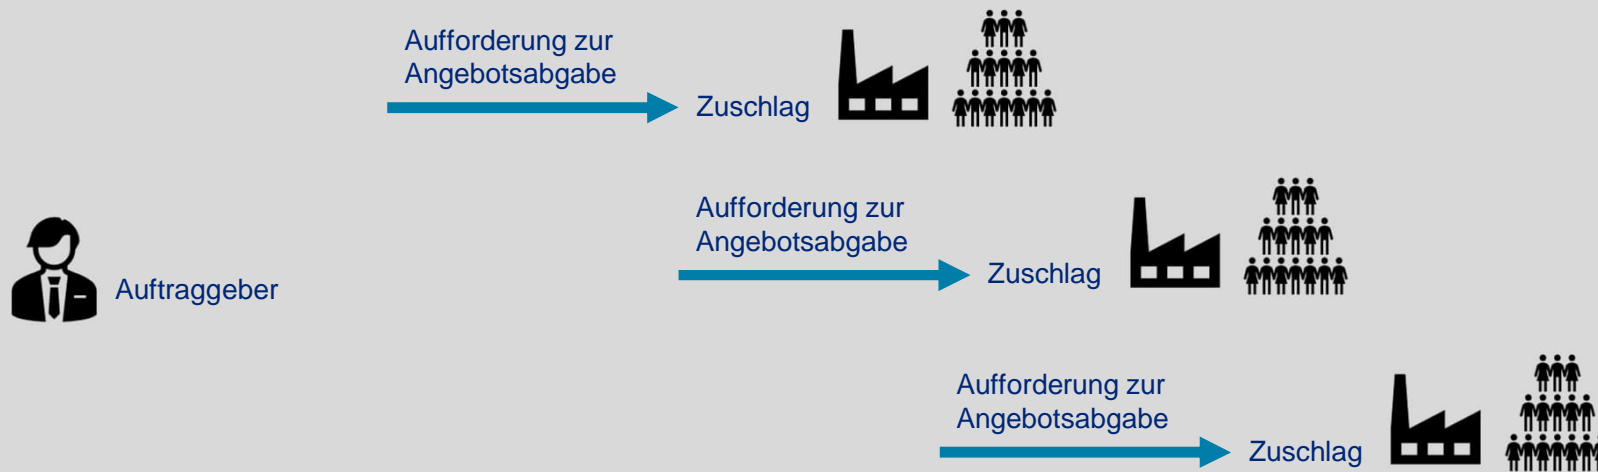 Aufforderung zur
Angebotsabgabe
Zuschlag
Aufforderung zur
Angebotsabgabe
Zuschlag
Auftraggeber
Aufforderung zur
Angebotsabgabe
Zuschlag